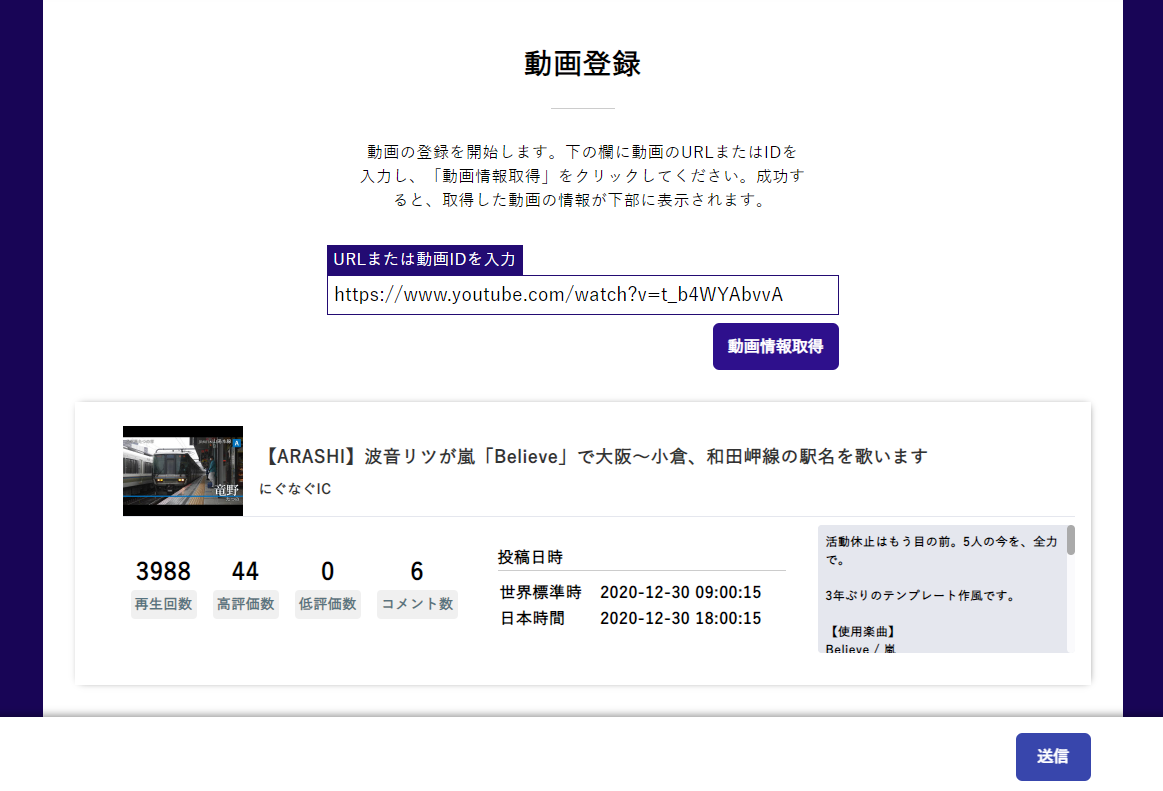 動画登録
動画の登録を開始します。下の欄に動画のURLまたはIDを
入力し、「動画情報取得」をクリックしてください。成功す
ると、取得した動画の情報が下部に表示されます。
URLまたは動画IDを入力
https://www.youtube.com/watch?v=t_b4WYAbvvA
動画情報取得
竜野
【ARASHI】波音リツが嵐「Believe」で大阪～小倉、和田岬線の駅名を歌います
にぐなぐIC
3988
再生回数
44
高評価数
0
低評価数
6
コメント数
投稿日時
世界標準時 2020-12-30 09:00:15
日本時間 2020-12-30 18:00:15
活動休止はもう目の前。5人の今を、全力
で。
3年ぶりのテンプレート作風です。
【使用楽曲】
Believe / 嵐
送信